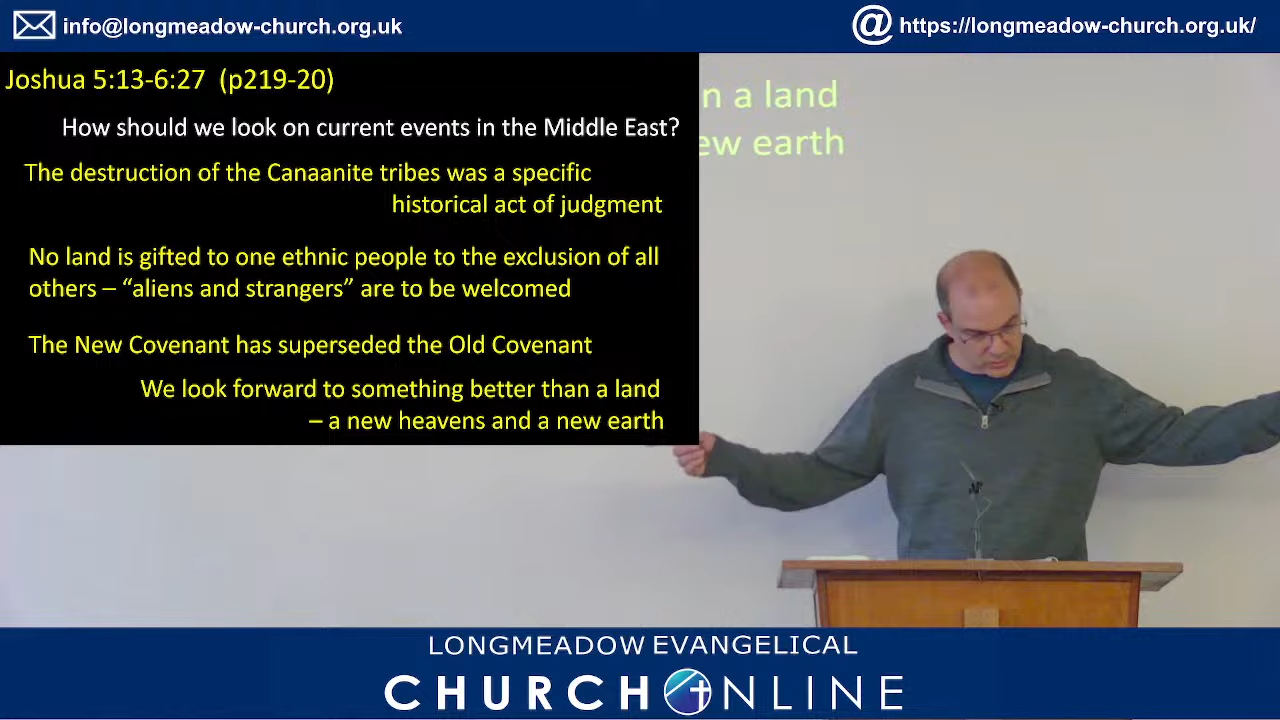 info@longmeadow-church.org.uk
@ https://longmeadow-church.org.uk/
Joshua 5:13-6:27 (p219-20)
How should we look on current events in the Middle East?
The destruction of the Canaanite tribes was a specific
historical act of judgment
No land is gifted to one ethnic people to the exclusion of all
others – “aliens and strangers” are to be welcomed
The New Covenant has superseded the Old Covenant
We look forward to something better than a land
– a new heavens and a new earth
n a land
ew earth
LONGMEADOW EVANGELICAL
CHURCH ONLINE